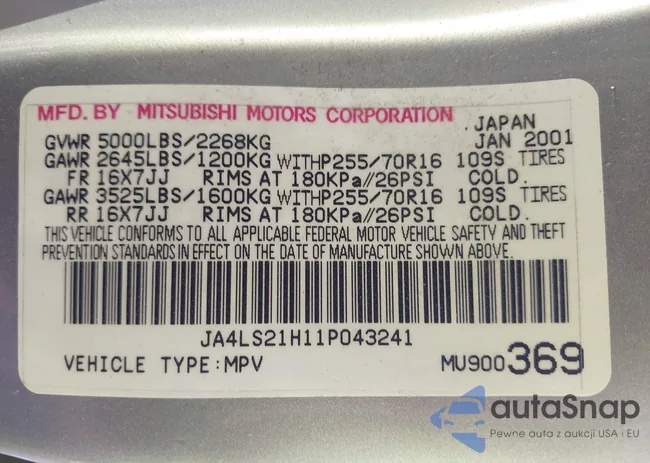 MFD. BY MITSUBISHI MOTORS CORPORATION
JAPAN
GVWR 5000LBS/2268KG JAN 2001
GAWR 2645LBS/1200KG WITHP255/70R16 109S TIRES
FR 16X7JJ RIMS AT 180KPa//26PSI COLD.
GAWR 3525LBS/1600KG WITHP255/70R16 109S TIRES
RR 16X7JJ RIMS AT 180KPa//26PSI COLD.
THIS VEHICLE CONFORMS TO ALL APPLICABLE FEDERAL MOTOR VEHICLE SAFETY AND THEFT
PREVENTION STANDARDS IN EFFECT ON THE DATE OF MANUFACTURE SHOWN ABOVE.
JA4LS21H11P043241
VEHICLE TYPE:MPV MU900369
autaSnap
Pewne auta z aukcji USA i EU